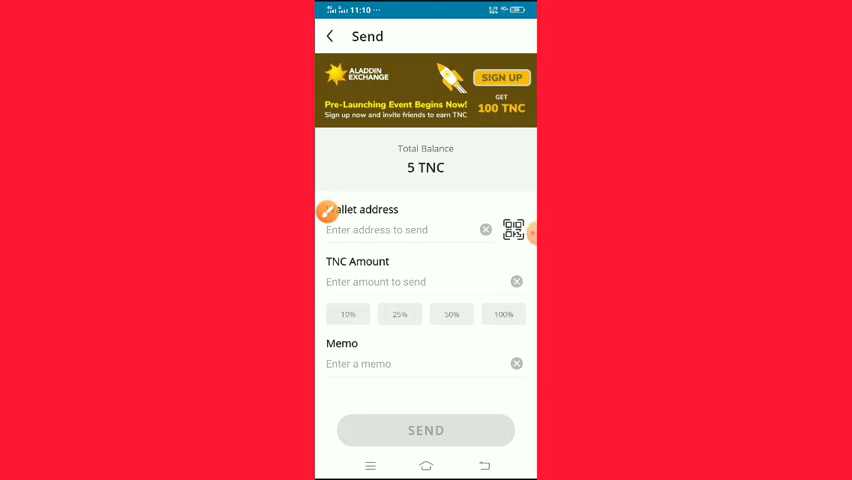 11:10 ···
Send
ALADDIN
EXCHANGE
SIGN UP
Pre-Launching Event Begins Now!
Sign up now and invite friends to earn TNC
GET
100 TNC
Total Balance
5 TNC
allet address
Enter address to send
TNC Amount
Enter amount to send
10%
25%
50%
100%
Memo
Enter a memo
SEND